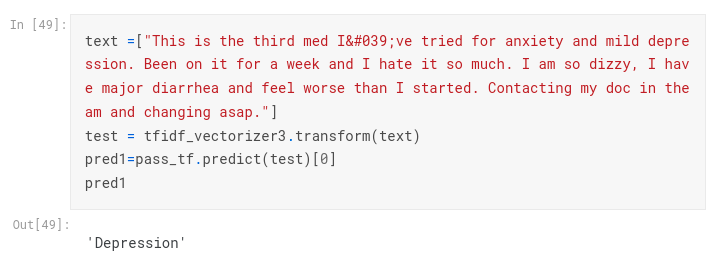 In [49]:
text =["This is the third med I&#039;ve tried for anxiety and mild depre
ssion. Been on it for a week and I hate it so much. I am so dizzy, I hav
e major diarrhea and feel worse than I started. Contacting my doc in the
am and changing asap."]
test = tfidf_vectorizer3.transform(text)
pred1=pass_tf.predict(test)[0]
pred1
Out[49]:
'Depression'